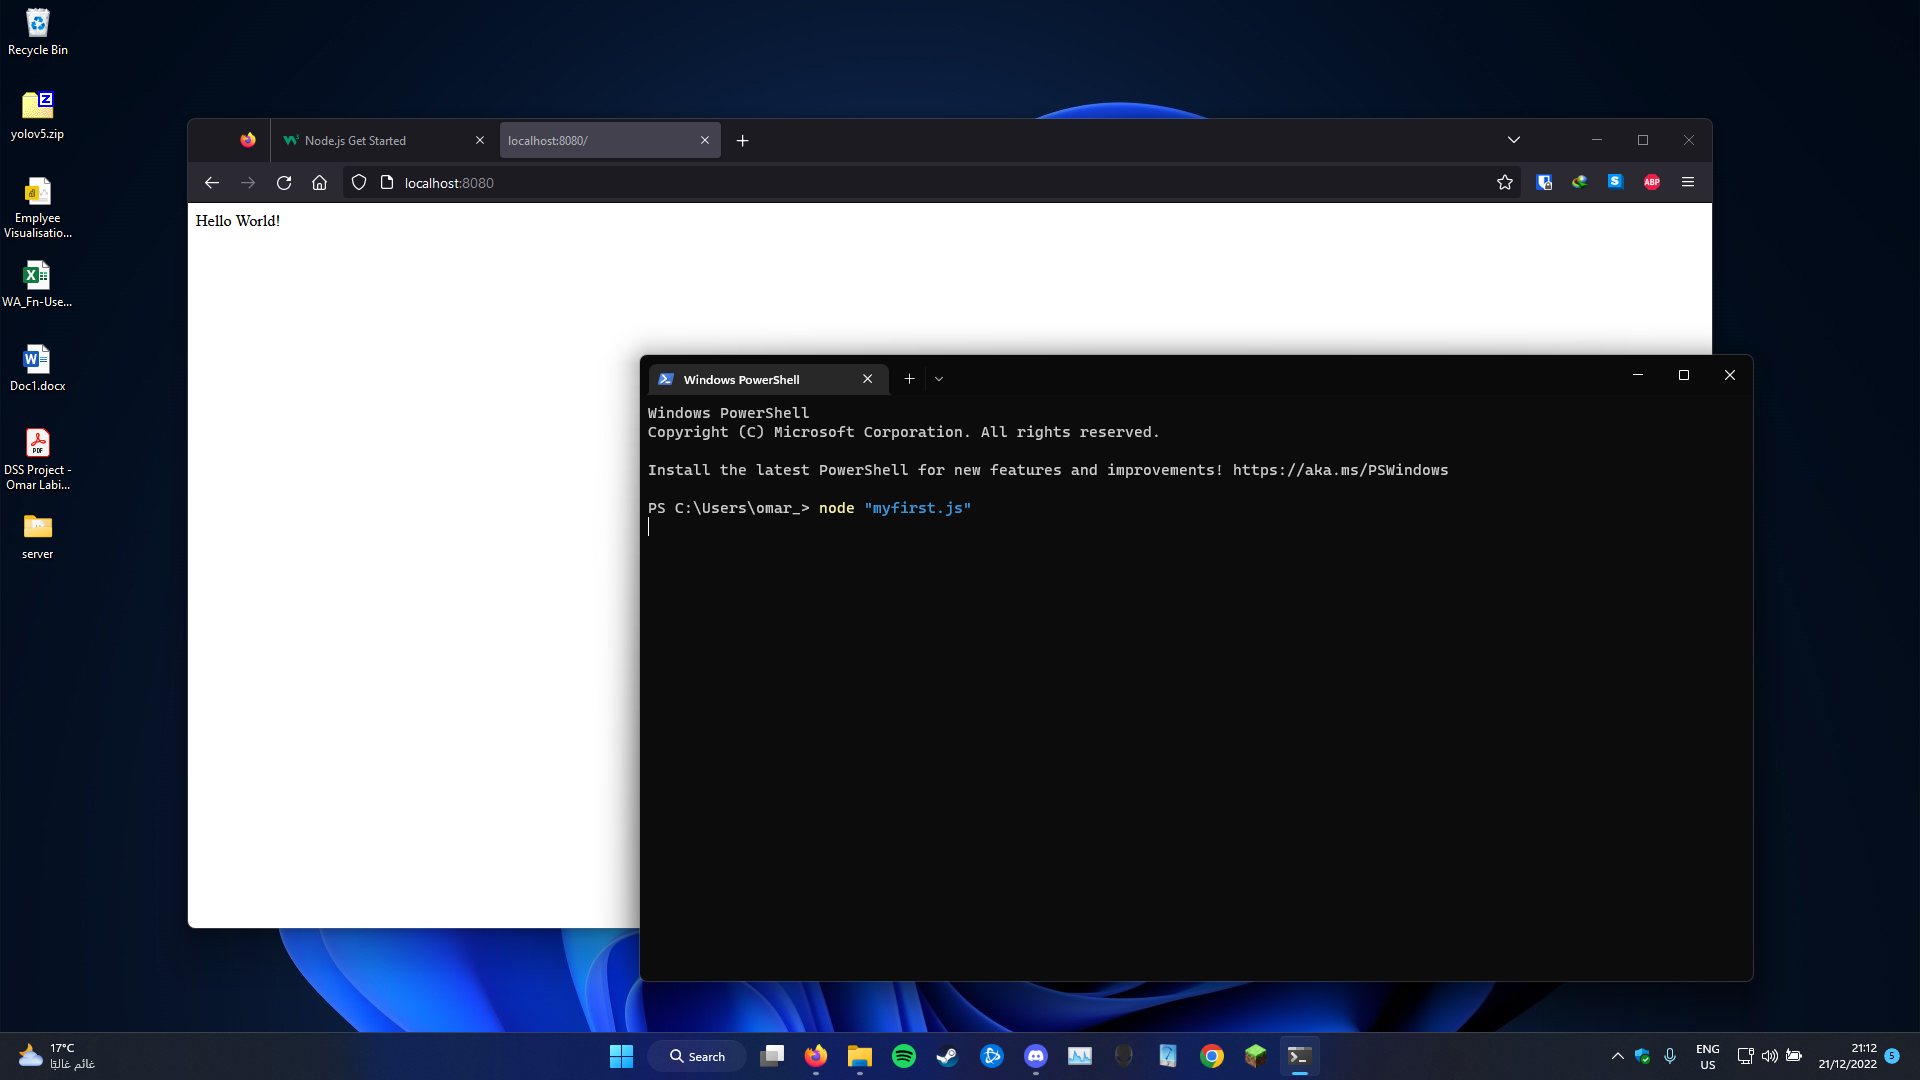 Recycle Bin
yolov5.zip
Emplyee
Visualisatio...
WA_Fn-Use...
Doc1.docx
PDF
DSS Project -
Omar Labi...
server
Node.js Get Started
localhost:8080/
localhost:8080
S
ABP
Hello World!
Windows PowerShell
Windows PowerShell
Copyright (C) Microsoft Corporation. All rights reserved.
Install the latest PowerShell for new features and improvements! https://aka.ms/PSWindows
PS C:\Users\omar_> node "myfirst.js"
17°C
غائم غالبًا
Search
ENG
US
21:12
21/12/2022
5